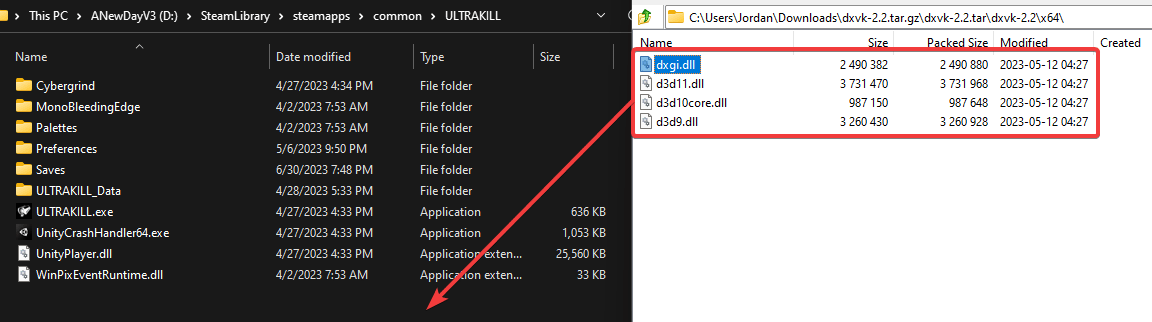 This PC > ANewDayV3 (D:) > SteamLibrary > steamapps > common > ULTRAKILL
Name Date modified Type Size
Cybergrind 4/27/2023 4:34 PM File folder
MonoBleedingEdge 4/2/2023 7:53 AM File folder
Palettes 4/2/2023 7:53 AM File folder
Preferences 5/6/2023 9:50 PM File folder
Saves 6/30/2023 7:48 PM File folder
ULTRAKILL_Data 4/28/2023 5:33 PM File folder
ULTRAKILL.exe 4/27/2023 4:33 PM Application 636 KB
UnityCrashHandler64.exe 4/27/2023 4:33 PM Application 1,053 KB
UnityPlayer.dll 4/27/2023 4:33 PM Application exten... 25,560 KB
WinPixEventRuntime.dll 4/2/2023 7:53 AM Application exten... 33 KB
C:\Users\Jordan\Downloads\dxvk-2.2.tar.gz\dxvk-2.2.tar\dxvk-2.2\x64\
Name Size Packed Size Modified Created
dxgi.dll 2 490 382 2 490 880 2023-05-12 04:27
d3d11.dll 3 731 470 3 731 968 2023-05-12 04:27
d3d10core.dll 987 150 987 648 2023-05-12 04:27
d3d9.dll 3 260 430 3 260 928 2023-05-12 04:27